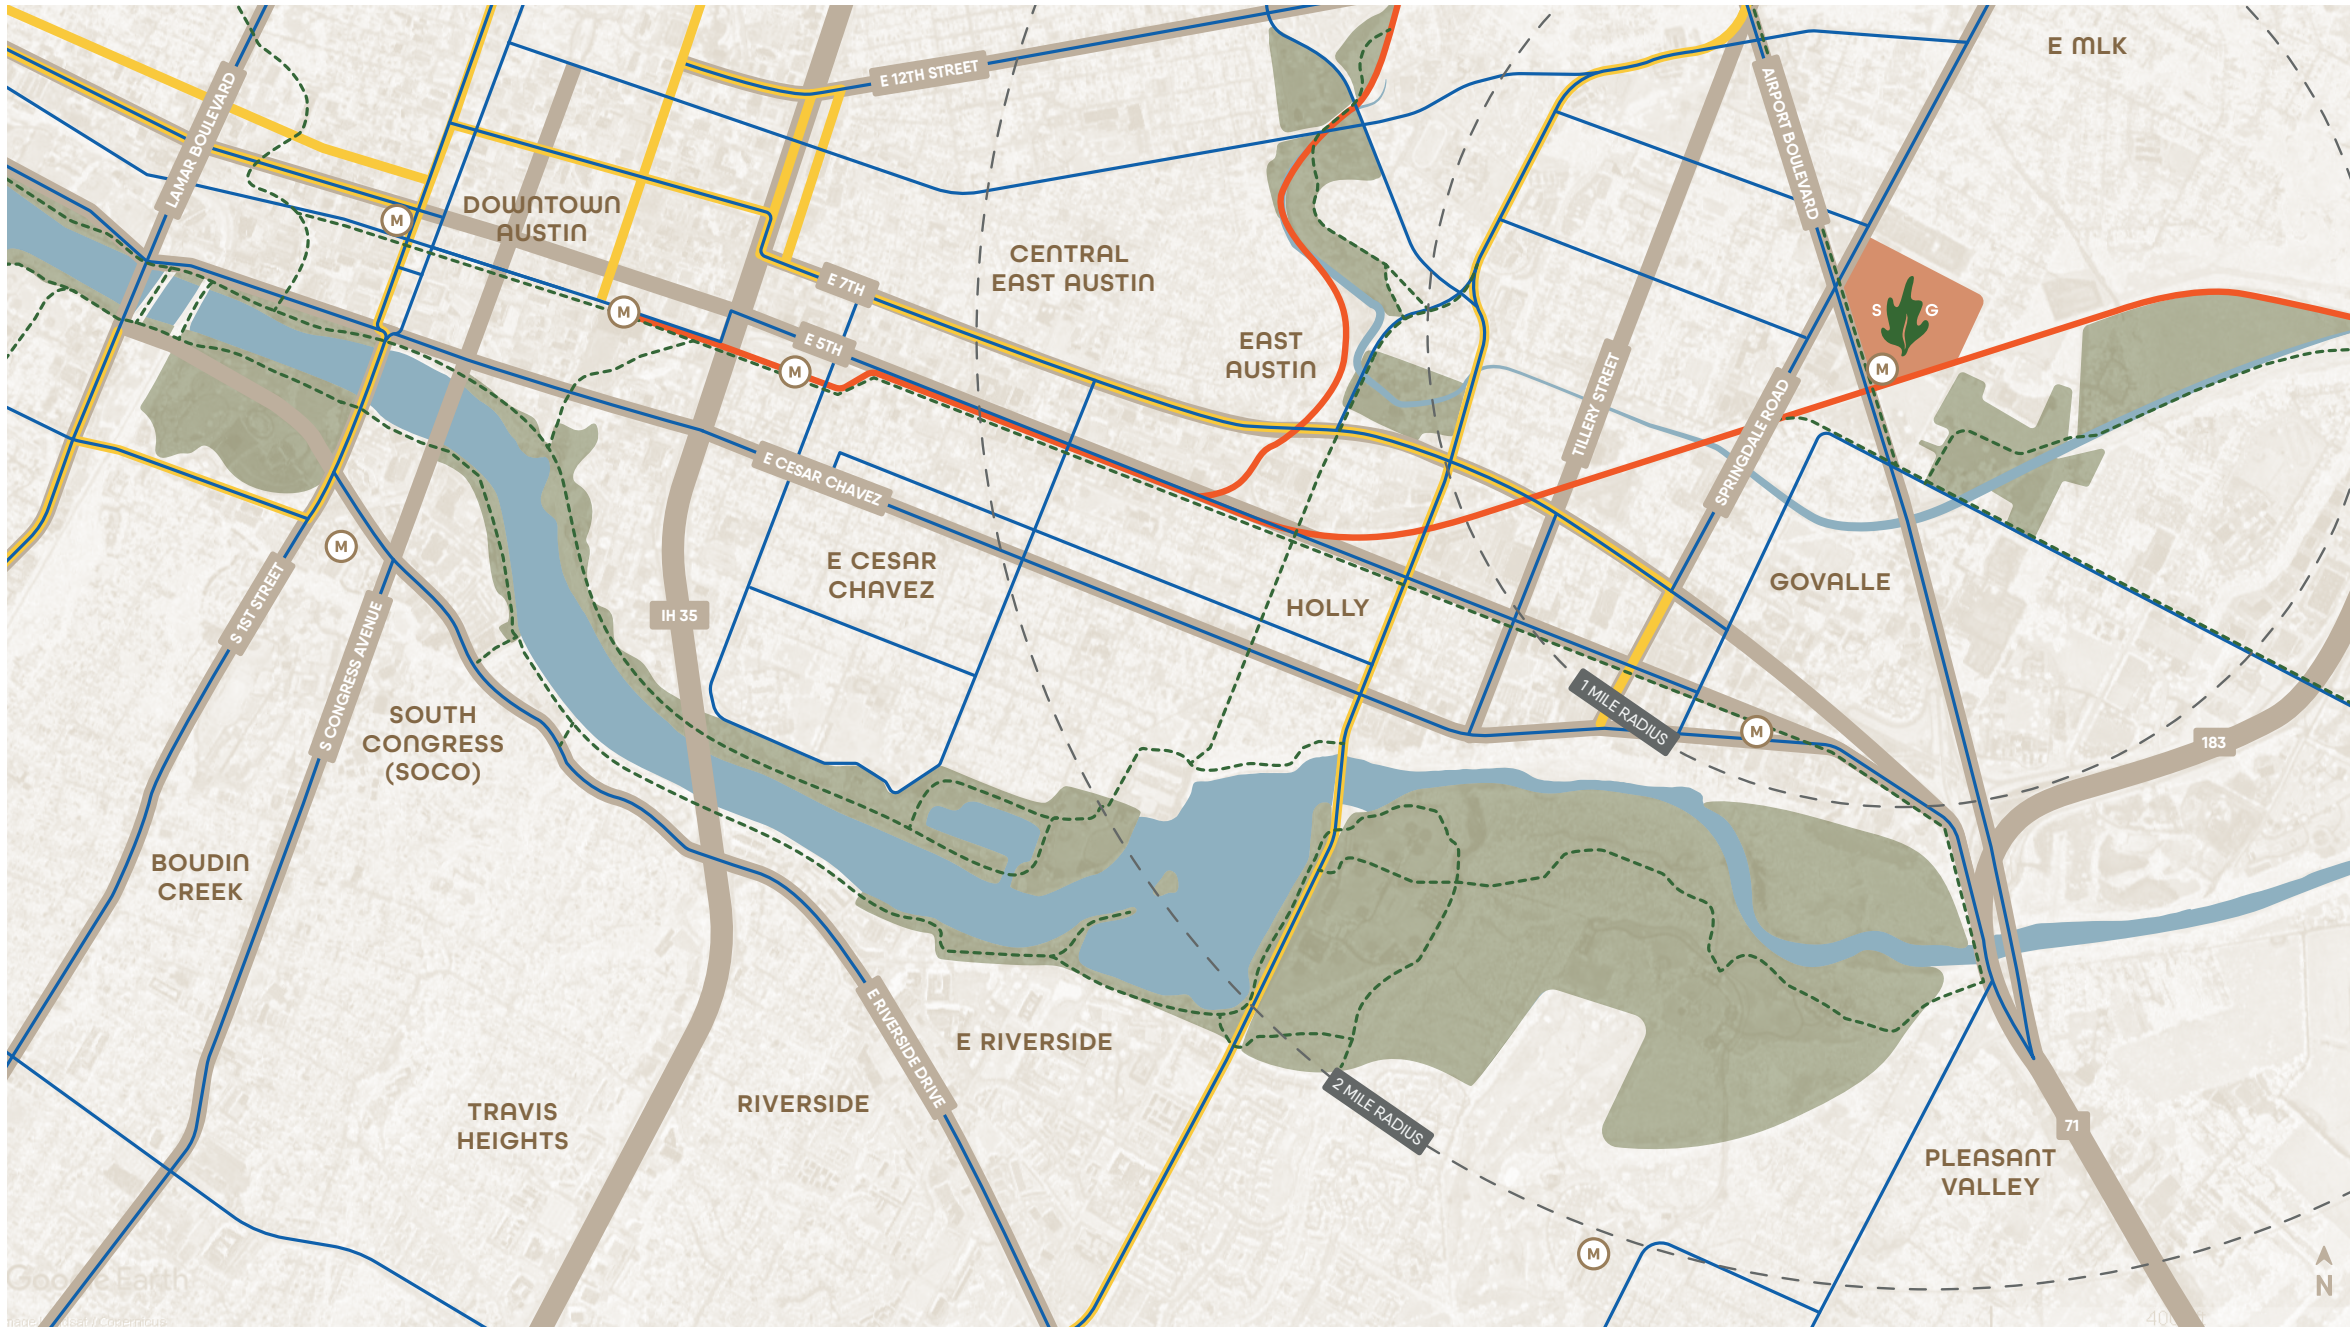 E MLK
E 12TH STREET
AIRPORT BOULEVARD
LAMAR BOULEVARD
M
DOWNTOWN
AUSTIN
CENTRAL
EAST AUSTIN
E 7TH
M
S G
E 5TH
EAST
AUSTIN
M
M
TILLERY STREET
SPRINGDALE ROAD
E CESAR CHAVEZ
M
E CESAR
CHAVEZ
GOVALLE
S 1ST STREET
HOLLY
IH 35
S CONGRESS AVENUE
1 MILE RADIUS
SOUTH
CONGRESS
(SOCO)
M
183
BOUDIN
CREEK
E RIVERSIDE DRIVE
E RIVERSIDE
2 MILE RADIUS
RIVERSIDE
TRAVIS
HEIGHTS
71
PLEASANT
VALLEY
M
N
Google Earth